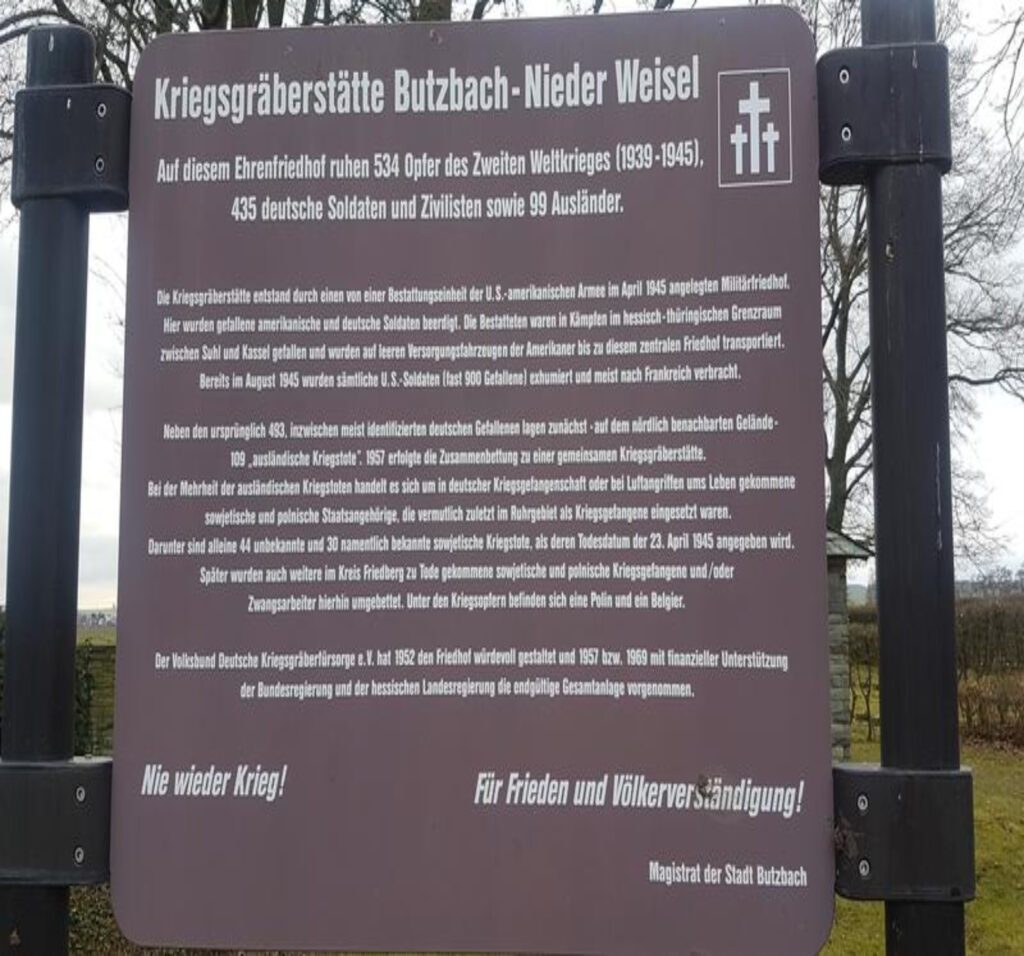 Kriegsgräberstätte Butzbach-Nieder Weisel
Auf diesem Ehrenfriedhof ruhen 534 Opfer des Zweiten Weltkrieges (1939-1945),
435 deutsche Soldaten und Zivilisten sowie 99 Ausländer.
Die Kriegsgräberstätte entstand durch einen von einer Bestattungseinheit der U.S.-amerikanischen Armee im April 1945 angelegten Militärfriedhof.
Hier wurden gefallene amerikanische und deutsche Soldaten beerdigt. Die Bestatteten waren in Kämpfen im hessisch-thüringischen Grenzraum
zwischen Suhl und Kassel gefallen und wurden auf leeren Versorgungsfahrzeugen der Amerikaner bis zu diesem zentralen Friedhof transportiert.
Bereits im August 1945 wurden sämtliche U.S.-Soldaten (fast 900 Gefallene) exhumiert und meist nach Frankreich verbracht.
Neben den ursprünglich 493, inzwischen meist identifizierten deutschen Gefallenen lagen zunächst -auf dem nördlich benachbarten Gelände-
109 „ausländische Kriegstote". 1957 erfolgte die Zusammenbettung zu einer gemeinsamen Kriegsgräberstätte.
Bei der Mehrheit der ausländischen Kriegstoten handelt es sich um in deutscher Kriegsgefangenschaft oder bei Luftangriffen ums Leben gekommene
sowjetische und polnische Staatsangehörige, die vermutlich zuletzt im Ruhrgebiet als Kriegsgefangene eingesetzt waren.
Darunter sind alleine 44 unbekannte und 30 namentlich bekannte sowjetische Kriegstote, als deren Todesdatum der 23. April 1945 angegeben wird.
Später wurden auch weitere im Kreis Friedberg zu Tode gekommene sowjetische und polnische Kriegsgefangene und/oder
Zwangsarbeiter hierhin umgebettet. Unter den Kriegsopfern befinden sich eine Polin und ein Belgier.
Der Volksbund Deutsche Kriegsgräberfürsorge e.V. hat 1952 den Friedhof würdevoll gestaltet und 1957 bzw. 1969 mit finanzieller Unterstützung
der Bundesregierung und der hessischen Landesregierung die endgültige Gesamtanlage vorgenommen.
Nie wieder Krieg!
Für Frieden und Völkerverständigung!
Magistrat der Stadt Butzbach